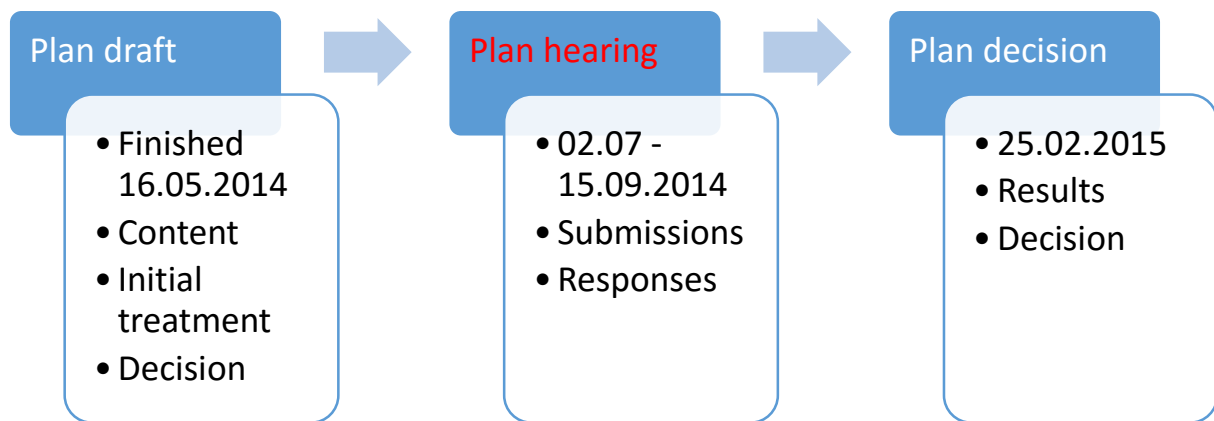 Plan draft
• Finished
16.05.2014
• Content
• Initial
treatment
• Decision
Plan hearing
• 02.07 -
15.09.2014
• Submissions
• Responses
Plan decision
• 25.02.2015
• Results
• Decision